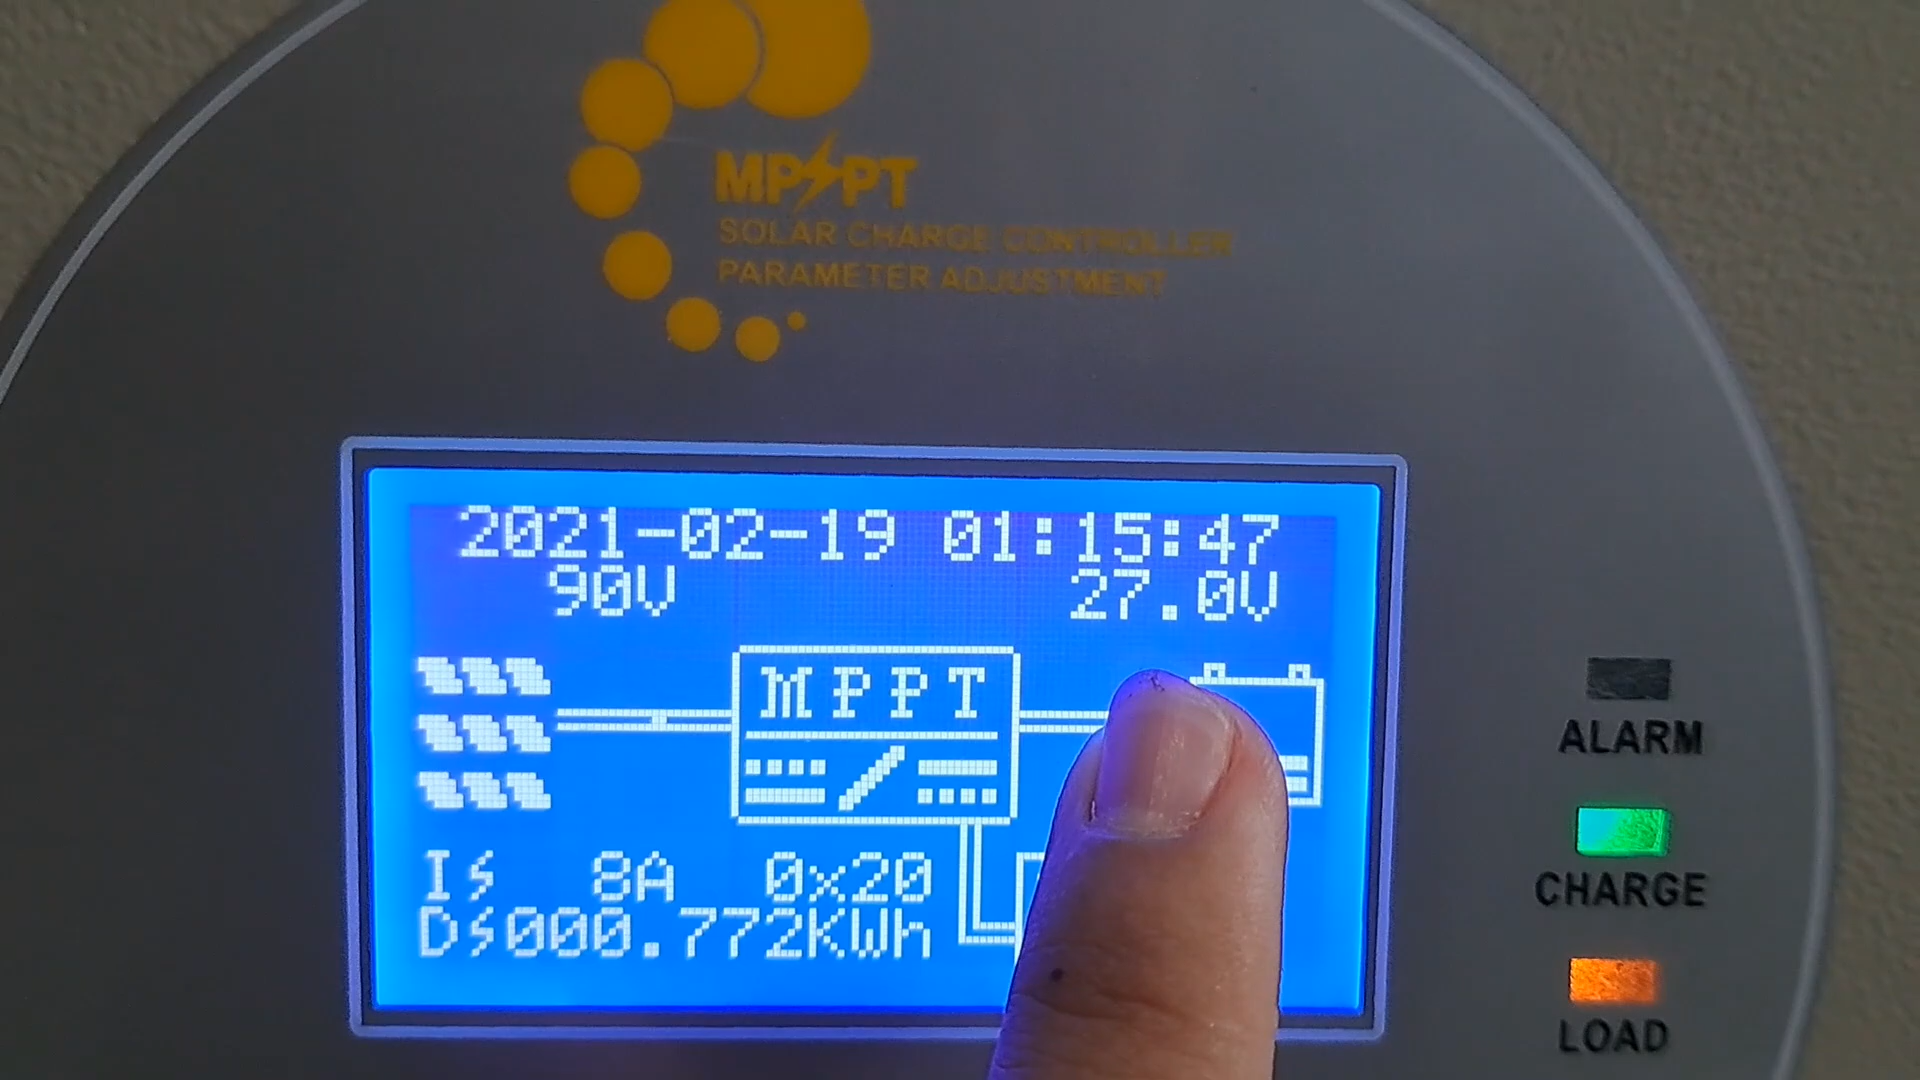 MPPT
SOLAR CHARGE CONTROLLER
PARAMETER ADJUSTMENT
2021-02-19 01:15:47
90V 27.0V
MPPT
I 8A 0x20
D 000.772KWh
ALARM
CHARGE
LOAD